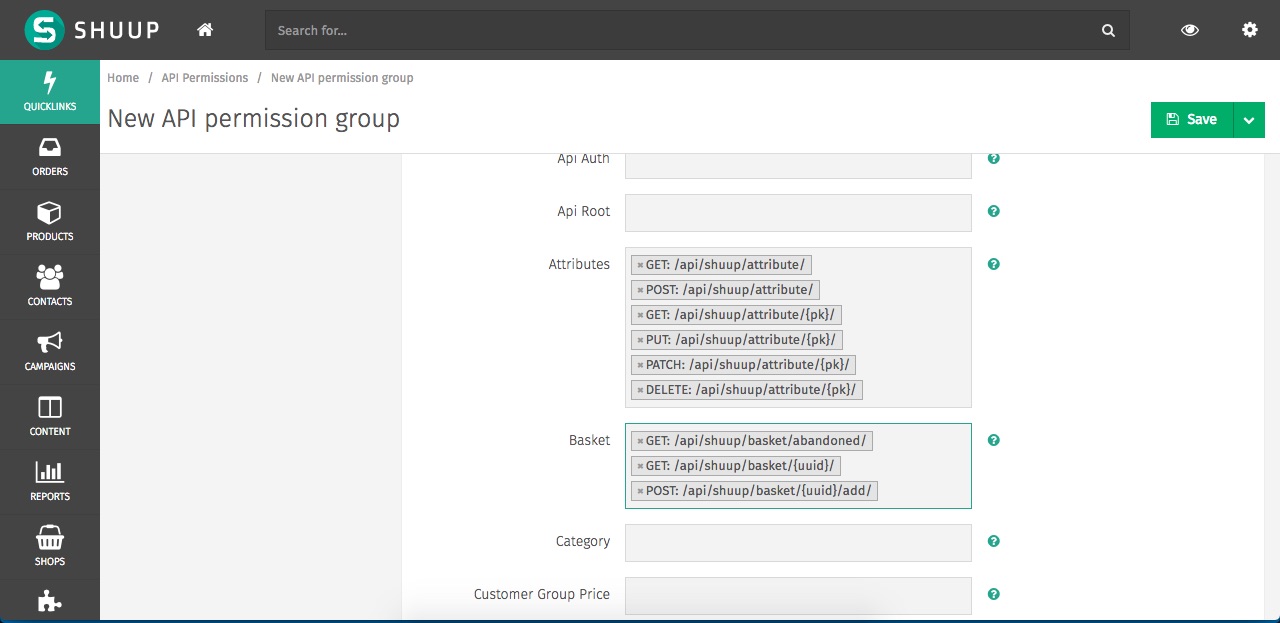 SHUUP
Search for...
QUICKLINKS
ORDERS
PRODUCTS
CONTACTS
CAMPAIGNS
CONTENT
REPORTS
SHOPS
Home / API Permissions / New API permission group
New API permission group
Save
Api Auth
Api Root
Attributes
× GET: /api/shuup/attribute/
× POST: /api/shuup/attribute/
× GET: /api/shuup/attribute/{pk}/
× PUT: /api/shuup/attribute/{pk}/
× PATCH: /api/shuup/attribute/{pk}/
× DELETE: /api/shuup/attribute/{pk}/
Basket
× GET: /api/shuup/basket/abandoned/
× GET: /api/shuup/basket/{uuid}/
× POST: /api/shuup/basket/{uuid}/add/
Category
Customer Group Price